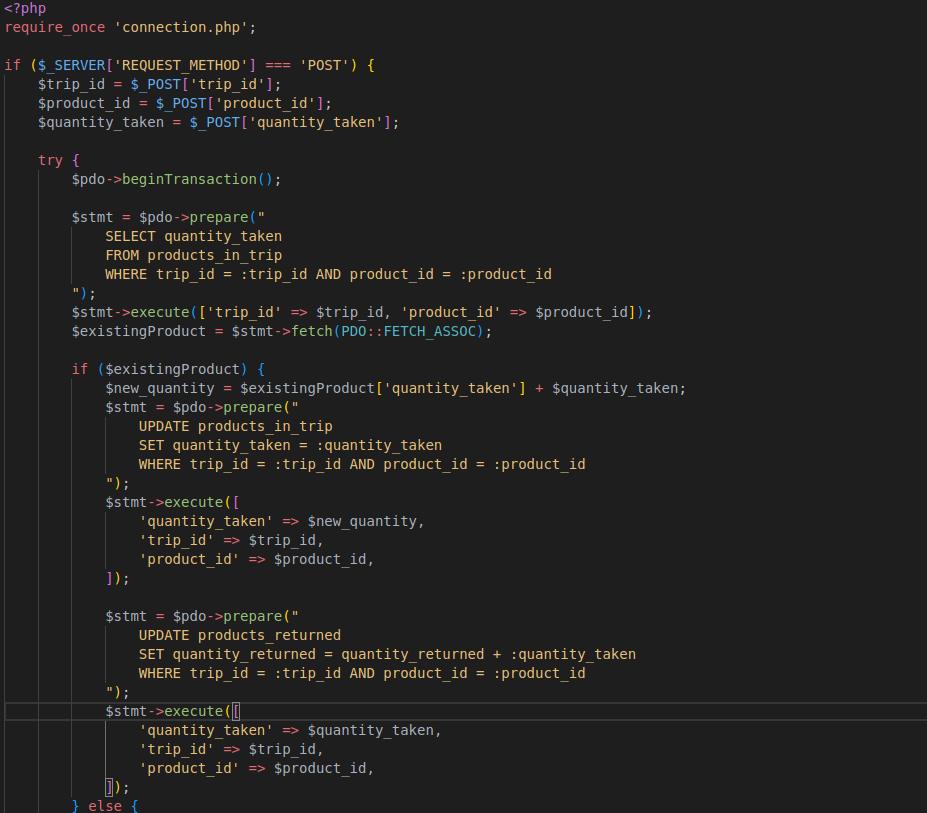 <?php
require_once 'connection.php';

if ($_SERVER['REQUEST_METHOD'] === 'POST') {
    $trip_id = $_POST['trip_id'];
    $product_id = $_POST['product_id'];
    $quantity_taken = $_POST['quantity_taken'];

    try {
        $pdo->beginTransaction();

        $stmt = $pdo->prepare("
            SELECT quantity_taken
            FROM products_in_trip
            WHERE trip_id = :trip_id AND product_id = :product_id
        ");
        $stmt->execute(['trip_id' => $trip_id, 'product_id' => $product_id]);
        $existingProduct = $stmt->fetch(PDO::FETCH_ASSOC);

        if ($existingProduct) {
            $new_quantity = $existingProduct['quantity_taken'] + $quantity_taken;
            $stmt = $pdo->prepare("
                UPDATE products_in_trip
                SET quantity_taken = :quantity_taken
                WHERE trip_id = :trip_id AND product_id = :product_id
            ");
            $stmt->execute([
                'quantity_taken' => $new_quantity,
                'trip_id' => $trip_id,
                'product_id' => $product_id,
            ]);

            $stmt = $pdo->prepare("
                UPDATE products_returned
                SET quantity_returned = quantity_returned + :quantity_taken
                WHERE trip_id = :trip_id AND product_id = :product_id
            ");
            $stmt->execute([
                'quantity_taken' => $quantity_taken,
                'trip_id' => $trip_id,
                'product_id' => $product_id,
            ]);
        } else {